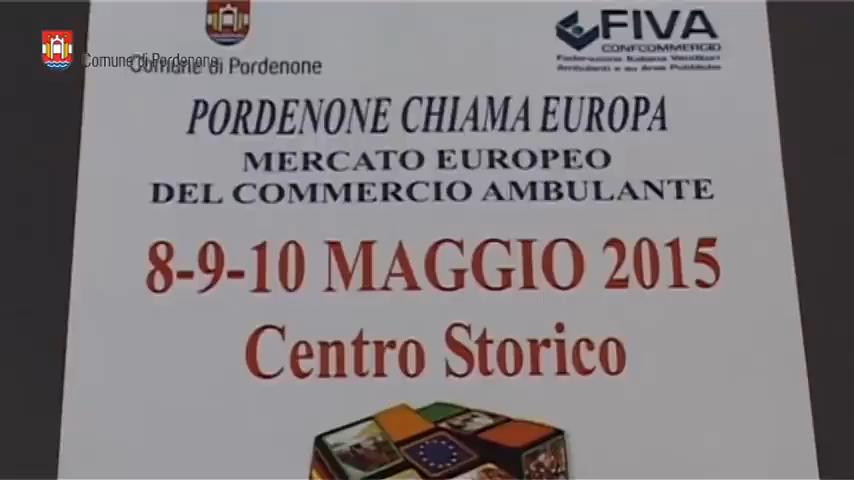 Comune di Pordenone
Comune di Pordenone
FIVA
CONFCOMMERCIO
Federazione Italiana Venditori
Ambulanti e su Aree Pubbliche
PORDENONE CHIAMA EUROPA
MERCATO EUROPEO
DEL COMMERCIO AMBULANTE
8-9-10 MAGGIO 2015
Centro Storico